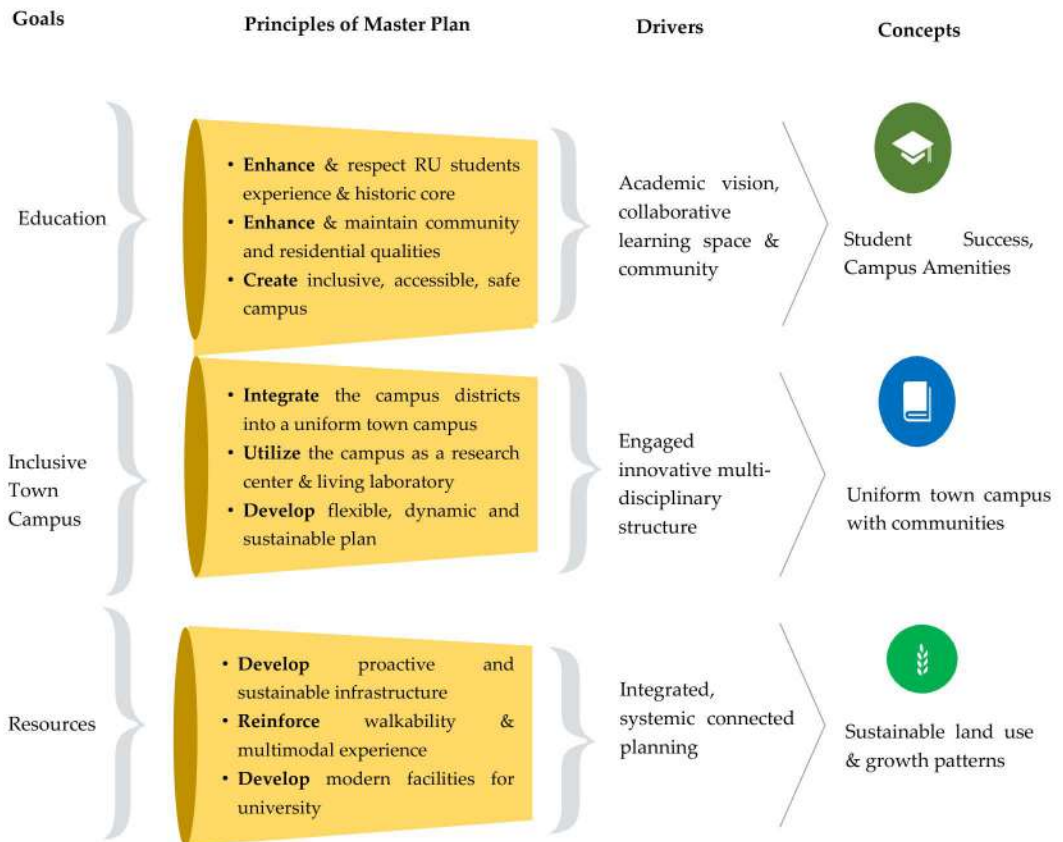 Goals
Principles of Master Plan
Drivers
Concepts
Education
• Enhance & respect RU students
experience & historic core
• Enhance & maintain community
and residential qualities
• Create inclusive, accessible, safe
campus
Academic vision,
collaborative
learning space &
community
Student Success,
Campus Amenities
Inclusive
Town
Campus
• Integrate the campus districts
into a uniform town campus
• Utilize the campus as a research
center & living laboratory
• Develop flexible, dynamic and
sustainable plan
Engaged
innovative multi-
disciplinary
structure
Uniform town campus
with communities
Resources
• Develop proactive and
sustainable infrastructure
• Reinforce walkability &
multimodal experience
• Develop modern facilities for
university
Integrated,
systemic connected
planning
Sustainable land use
& growth patterns